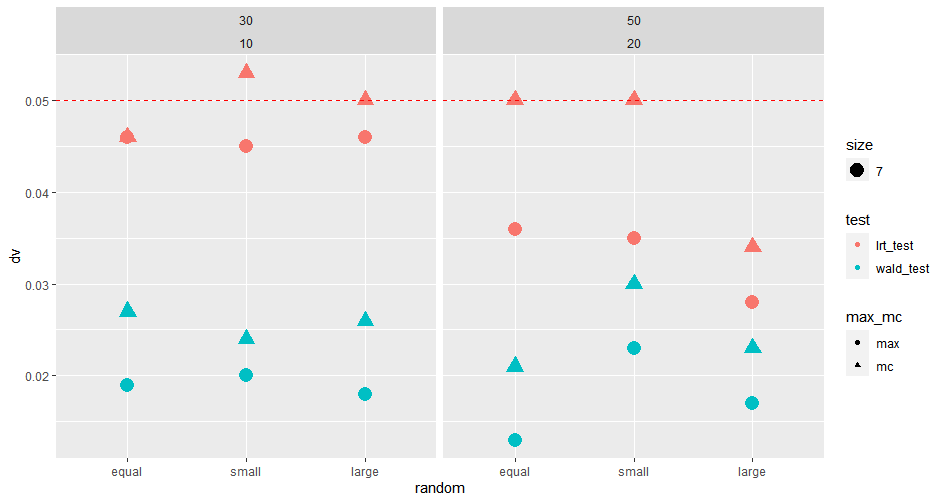 30
50
10
20
dv
0.05
0.04
0.03
0.02
equal
small
large
equal
small
large
random
size
7
test
lrt_test
wald_test
max_mc
max
mc